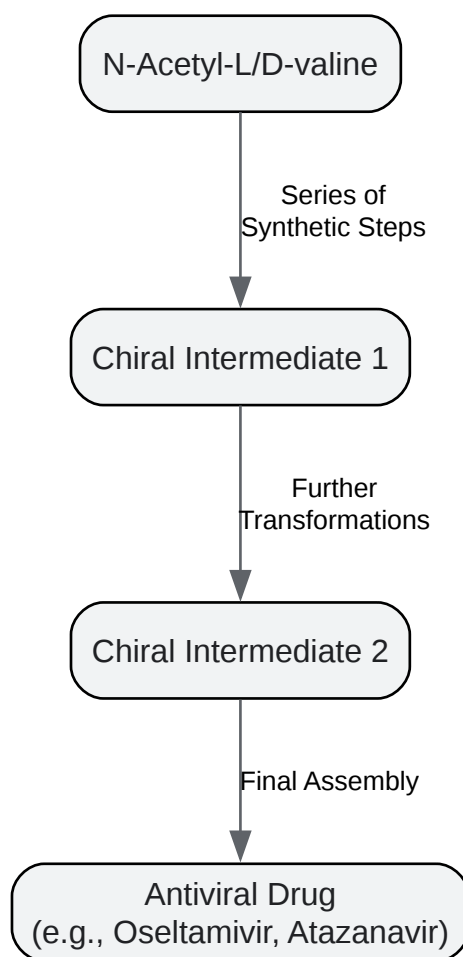 N-Acetyl-L/D-valine
Series of
Synthetic Steps
Chiral Intermediate 1
Further
Transformations
Chiral Intermediate 2
Final Assembly
Antiviral Drug
(e.g., Oseltamivir, Atazanavir)